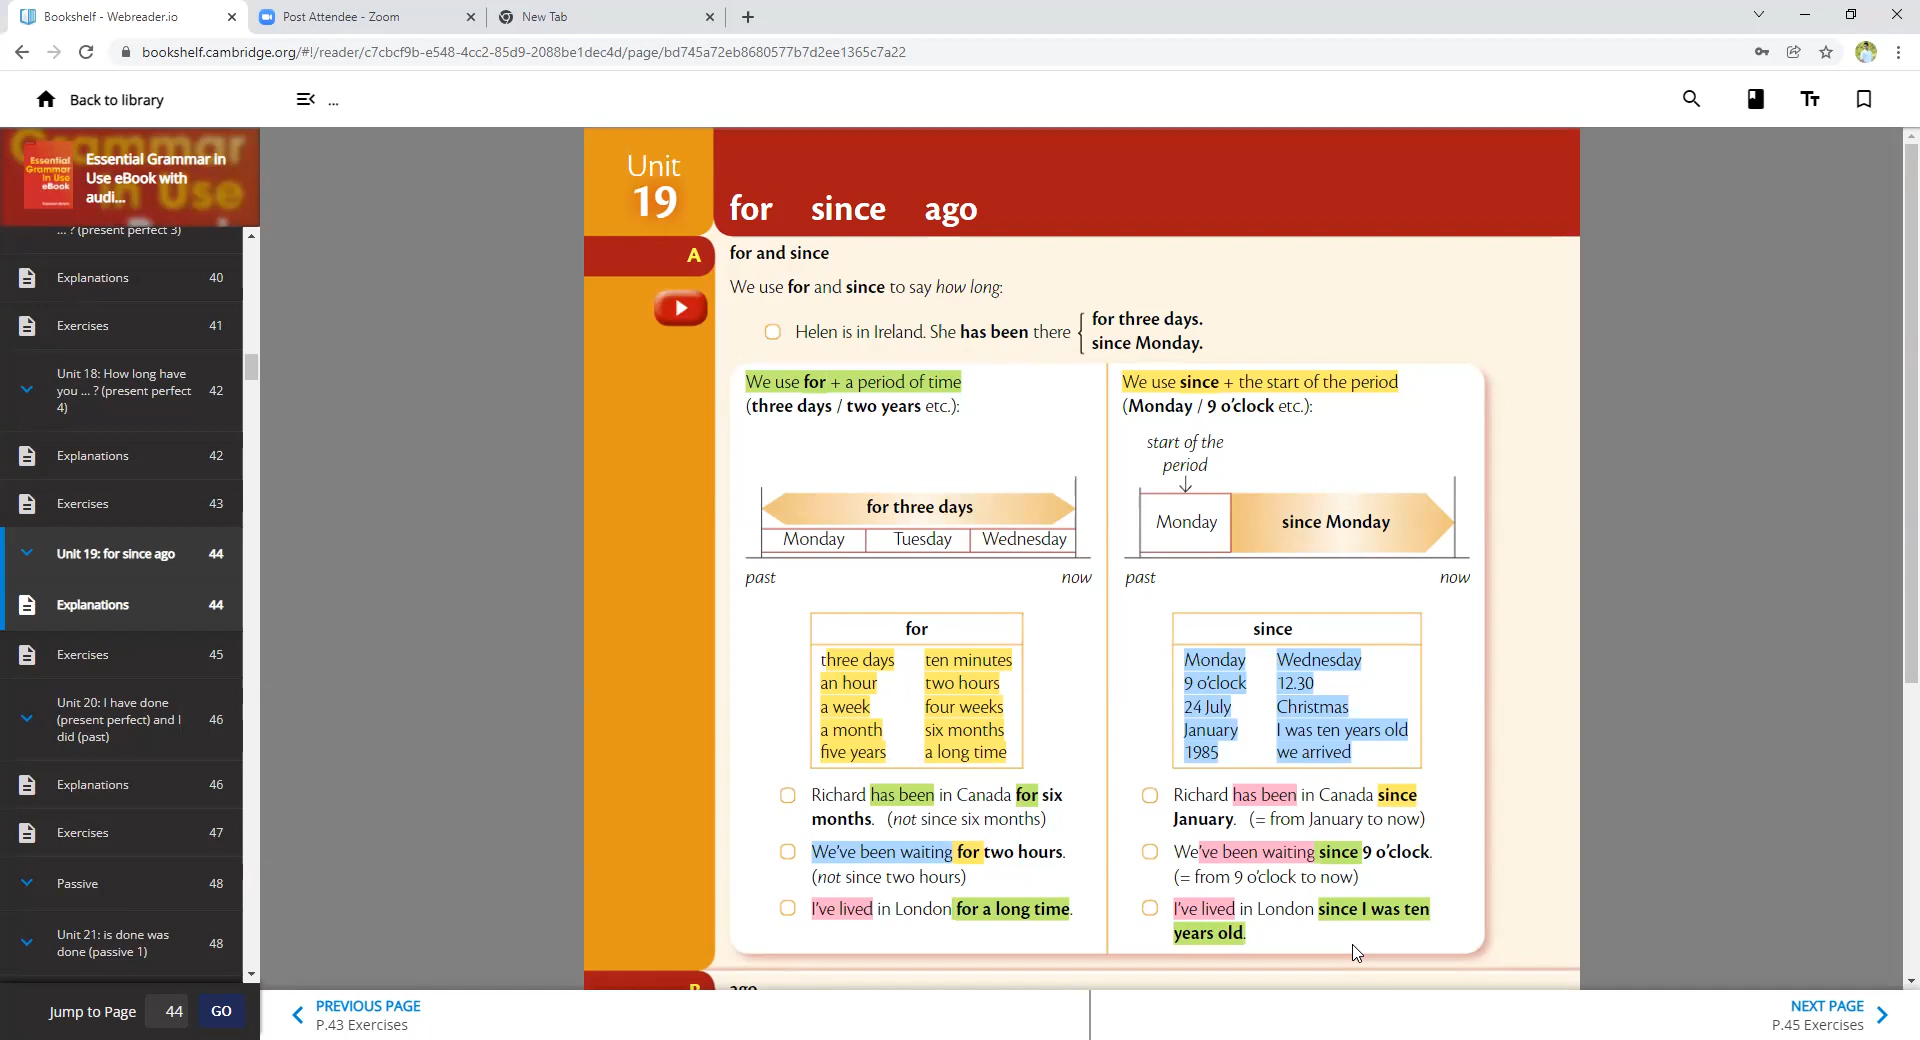 Bookshelf - Webreader.io
Post Attendee - Zoom
New Tab
bookshelf.cambridge.org/#!/reader/c7cbcf9b-e548-4cc2-85d9-2088be1dec4d/page/bd745a72eb8680577b7d2ee1365c7a22
Back to library
...
Essential Grammar in
Use eBook with
audi...
Essential
Grammar
in Use
eBook
... ? (present perfect 3)
Explanations 40
Exercises 41
Unit 18: How long have
you ... ? (present perfect 42
4)
Explanations 42
Exercises 43
Unit 19: for since ago 44
Explanations 44
Exercises 45
Unit 20: I have done
(present perfect) and I 46
did (past)
Explanations 46
Exercises 47
Passive 48
Unit 21: is done was
done (passive 1) 48
Jump to Page 44 GO
Unit
19
for since ago
A
for and since
We use for and since to say how long:
Helen is in Ireland. She has been there
for three days.
since Monday.
We use for + a period of time
(three days / two years etc.):
for three days
Monday Tuesday Wednesday
past now
for
three days ten minutes
an hour two hours
a week four weeks
a month six months
five years a long time
Richard has been in Canada for six
months. (not since six months)
We've been waiting for two hours.
(not since two hours)
I've lived in London for a long time.
We use since + the start of the period
(Monday / 9 o'clock etc.):
start of the
period
Monday since Monday
past now
since
Monday Wednesday
9 o'clock 12.30
24 July Christmas
January I was ten years old
1985 we arrived
Richard has been in Canada since
January. (= from January to now)
We've been waiting since 9 o'clock.
(= from 9 o'clock to now)
I've lived in London since I was ten
years old.
B ago
PREVIOUS PAGE
P.43 Exercises
NEXT PAGE
P.45 Exercises